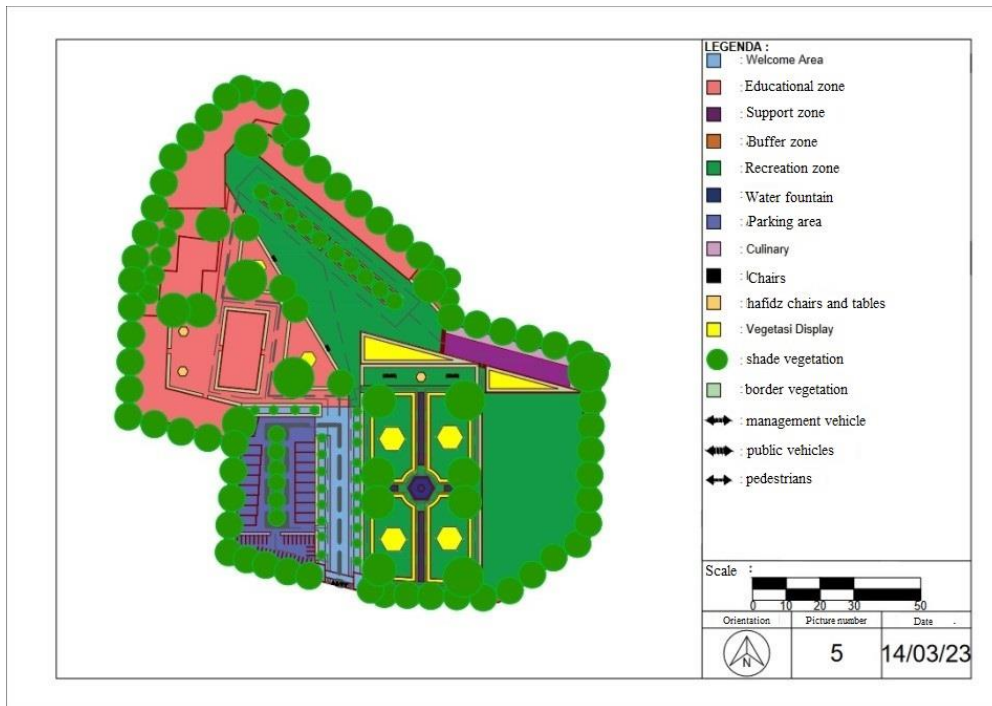 LEGENDA :
: Welcome Area
: Educational zone
: Support zone
: Buffer zone
: Recreation zone
: Water fountain
: Parking area
: Culinary
: Chairs
: hafidz chairs and tables
: Vegetasi Display
: shade vegetation
: border vegetation
: management vehicle
: public vehicles
: pedestrians
Scale :
0 10 20 30 50
Orientation Picture number Date
N 5 14/03/23